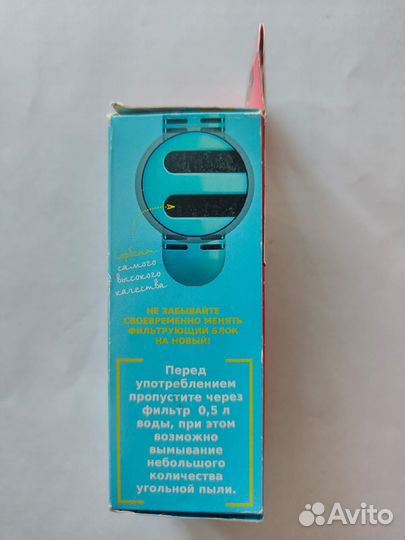 А
сорбент
самого
высокого
качества
НЕ ЗАБЫВАЙТЕ
СВОЕВРЕМЕННО МЕНЯТЬ
ФИЛЬТРУЮЩИЙ БЛОК
НА НОВЫЙ!
Перед
употреблением
пропустите через
фильтр 0,5 л
воды, при этом
возможно
вымывание
небольшого
количества
угольной пыли.
Avito